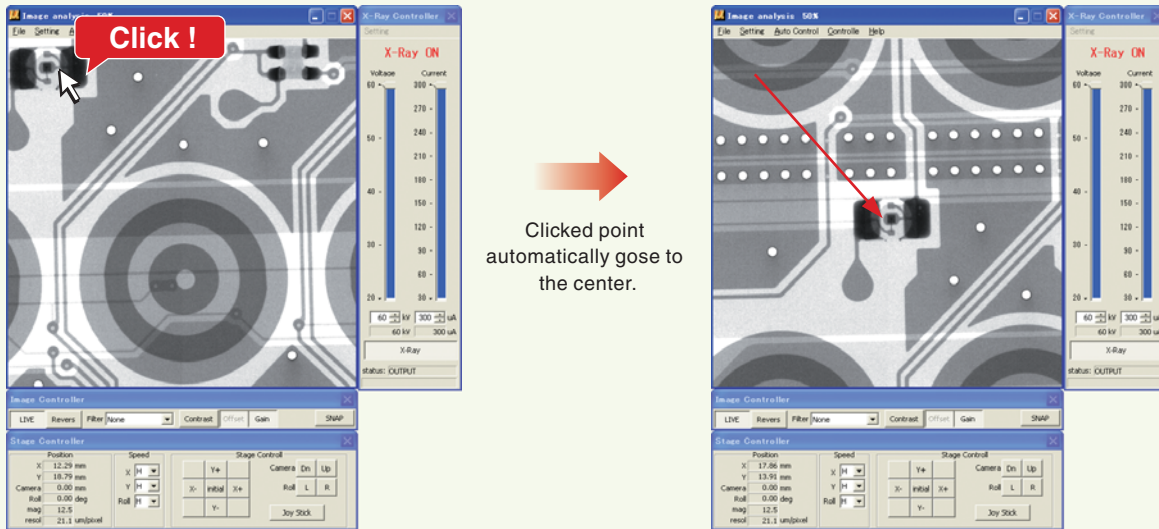 Image analysis 50%
File Setting
Click !
X-Ray Controller
Setting
X-Ray ON
Voltage Current
60 300
270
50 240
210
40 180
150
30 120
90
60
20 30
60 kV 300 uA
60 kV 300 uA
X-Ray
status: OUTPUT
Image Controller
LIVE Revers Filter None Contrast Offset Gain SNAP
Stage Controller
Position Speed Stage Controll
X 12.29 mm X H Y+ Camera Dn Up
Y 18.79 mm Y H X- initial X+ Roll L R
Camera 0.00 mm Roll H Y- Joy Stick
Roll 0.00 deg
mag 12.5
resol 21.1 um/pixel
Clicked point
automatically gose to
the center.
Image analysis 50%
File Setting Auto Control Controlle Help
X-Ray Controller
Setting
X-Ray ON
Voltage Current
60 300
270
50 240
210
40 180
150
30 120
90
60
20 30
60 kV 300 uA
60 kV 300 u
X-Ray
status: OUTPUT
Image Controller
LIVE Revers Filter None Contrast Offset Gain SNAP
Stage Controller
Position Speed Stage Controll
X 17.86 mm X H Y+ Camera Dn Up
Y 13.91 mm Y H X- initial X+ Roll L R
Camera 0.00 mm Roll H Y- Joy Stick
Roll 0.00 deg
mag 12.5
resol 21.1 um/pixel